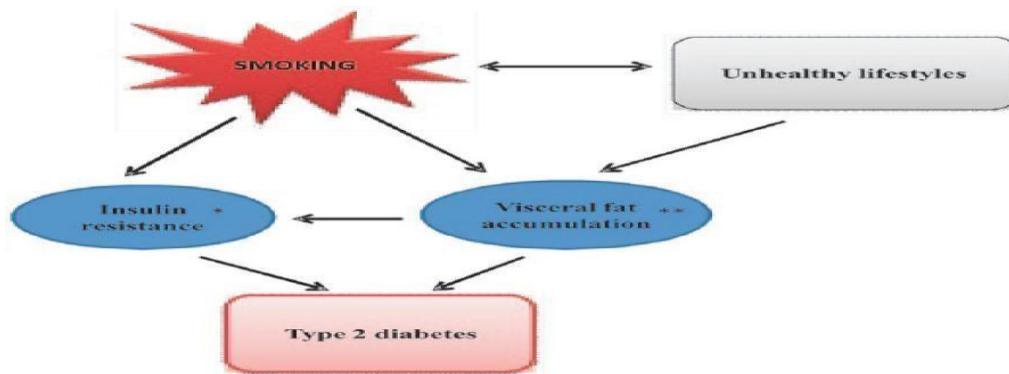 SMOKING
Unhealthy lifestyles
Insulin *
resistance
Visceral fat **
accumulation
Type 2 diabetes